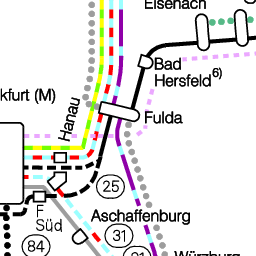 Eisenach
Bad
Hersfeld⁶⁾
kfurt (M)
Hanau
Fulda
25
F
Süd
Aschaffenburg
84
31
Würzburg